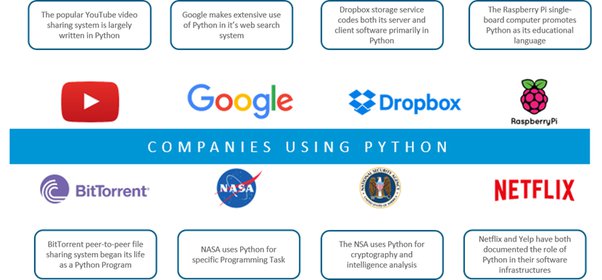 The popular YouTube video
sharing system is largely
written in Python
Google makes extensive use
of Python in it's web search
system
Dropbox storage service
codes both its server and
client software primarily in
Python
The Raspberry Pi single-
board computer promotes
Python as its educational
language
Google
Dropbox
RaspberryPi
COMPANIES USING PYTHON
BitTorrent
NASA
NATIONAL SECURITY AGENCY
NETFLIX
BitTorrent peer-to-peer file
sharing system began its life
as a Python Program
NASA uses Python for
specific Programming Task
The NSA uses Python for
cryptography and
intelligence analysis
Netflix and Yelp have both
documented the role of
Python in their software
infrastructures